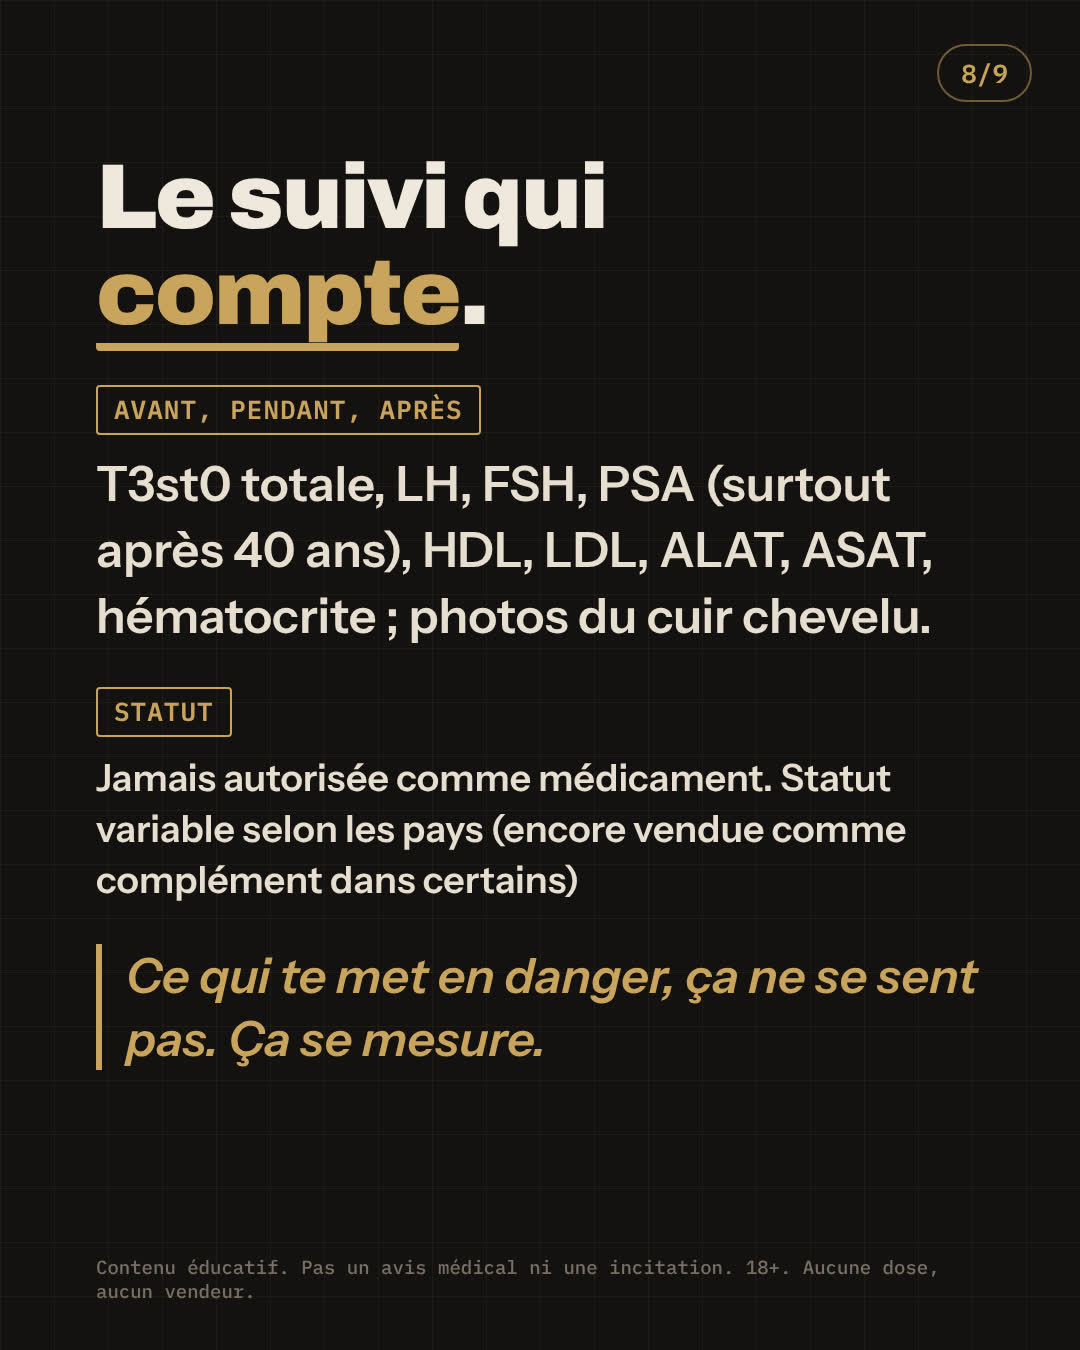 8/9
Le suivi qui
compte.
AVANT, PENDANT, APRÈS
T3st0 totale, LH, FSH, PSA (surtout
après 40 ans), HDL, LDL, ALAT, ASAT,
hématocrite ; photos du cuir chevelu.
STATUT
Jamais autorisée comme médicament. Statut
variable selon les pays (encore vendue comme
complément dans certains)
Ce qui te met en danger, ça ne se sent
pas. Ça se mesure.
Contenu éducatif. Pas un avis médical ni une incitation. 18+. Aucune dose,
aucun vendeur.